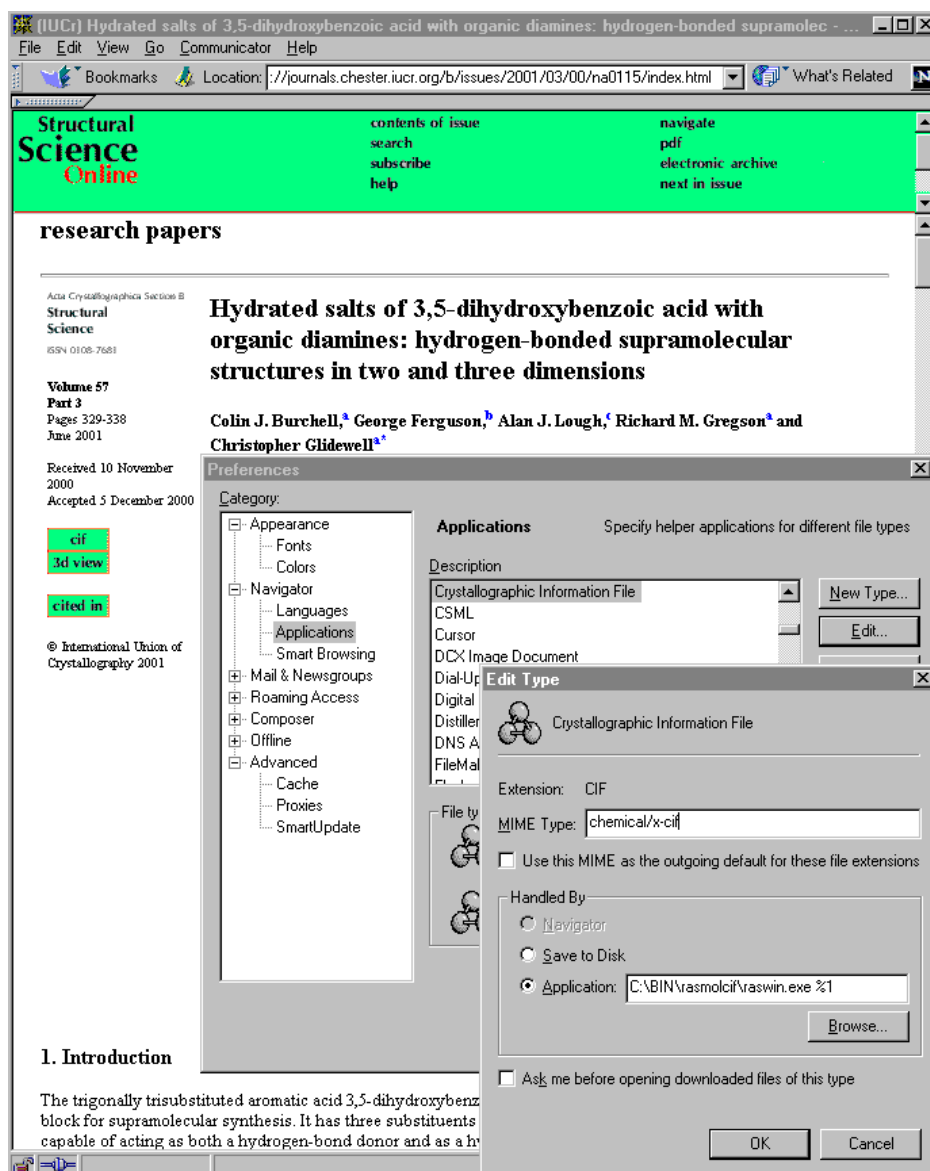 (IUCr) Hydrated salts of 3,5-dihydroxybenzoic acid with organic diamines: hydrogen-bonded supramolec - ...
File Edit View Go Communicator Help
Bookmarks Location: ://journals.chester.iucr.org/b/issues/2001/03/00/na0115/index.html What's Related N
Structural
Science
Online
contents of issue
search
subscribe
help
navigate
pdf
electronic archive
next in issue
research papers
Acta Crystallographica Section B
Structural
Science
ISSN 0108-7681
Volume 57
Part 3
Pages 329-338
June 2001
Received 10 November
2000
Accepted 5 December 2000
cif
3d view
cited in
© International Union of
Crystallography 2001
Hydrated salts of 3,5-dihydroxybenzoic acid with
organic diamines: hydrogen-bonded supramolecular
structures in two and three dimensions
Colin J. Burchell,a George Ferguson,b Alan J. Lough,c Richard M. Gregson a and
Christopher Glidewell a*
Preferences
Category:
Appearance
Fonts
Colors
Navigator
Languages
Applications
Smart Browsing
Mail & Newsgroups
Roaming Access
Composer
Offline
Advanced
Cache
Proxies
SmartUpdate
Applications Specify helper applications for different file types
Description
Crystallographic Information File
CSML
Cursor
DCX Image Document
Dial-Up
Digital
Distiller
DNS A
FileMak
New Type...
Edit...
File ty
Edit Type
Crystallographic Information File
Extension: CIF
MIME Type: chemical/x-cif
Use this MIME as the outgoing default for these file extensions
Handled By
Navigator
Save to Disk
Application: C:\BIN\rasmolcif\raswin.exe %1
Browse...
Ask me before opening downloaded files of this type
OK Cancel
1. Introduction
The trigonally trisubstituted aromatic acid 3,5-dihydroxybenz
block for supramolecular synthesis. It has three substituents
capable of acting as both a hydrogen-bond donor and as a hy